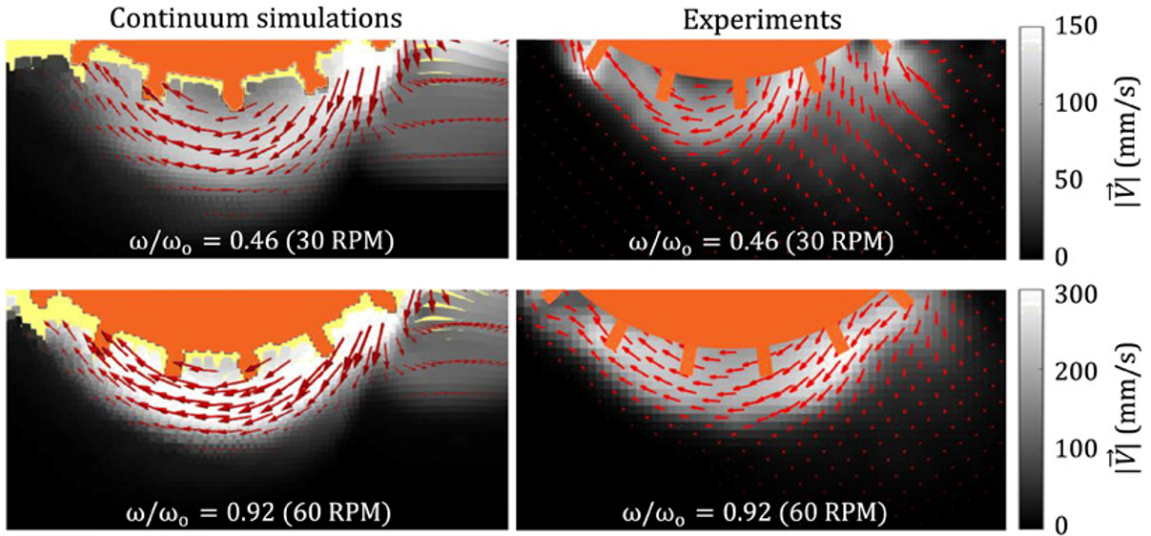 Continuum simulations
Experiments
ω/ωₒ = 0.46 (30 RPM)
ω/ωₒ = 0.46 (30 RPM)
150
100
50
0
|V⃗| (mm/s)
ω/ωₒ = 0.92 (60 RPM)
ω/ωₒ = 0.92 (60 RPM)
300
200
100
0
|V⃗| (mm/s)